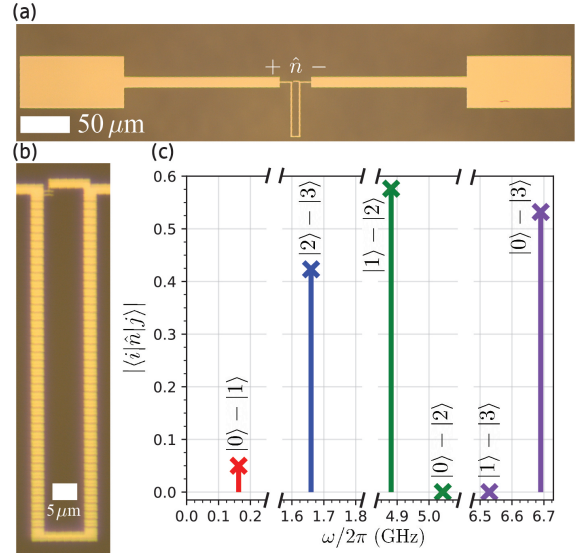 (a)
+ n̂ −
50 μm
(b)
5 μm
(c)
|⟨i|n̂|j⟩|
0.6
0.5
0.4
0.3
0.2
0.1
0.0
|0⟩ − |1⟩
|2⟩ − |3⟩
|1⟩ − |2⟩
|0⟩ − |2⟩
|1⟩ − |3⟩
|0⟩ − |3⟩
0.0 0.1 0.2 1.6 1.7 1.8 4.9 5.0 6.5 6.6 6.7
ω/2π (GHz)